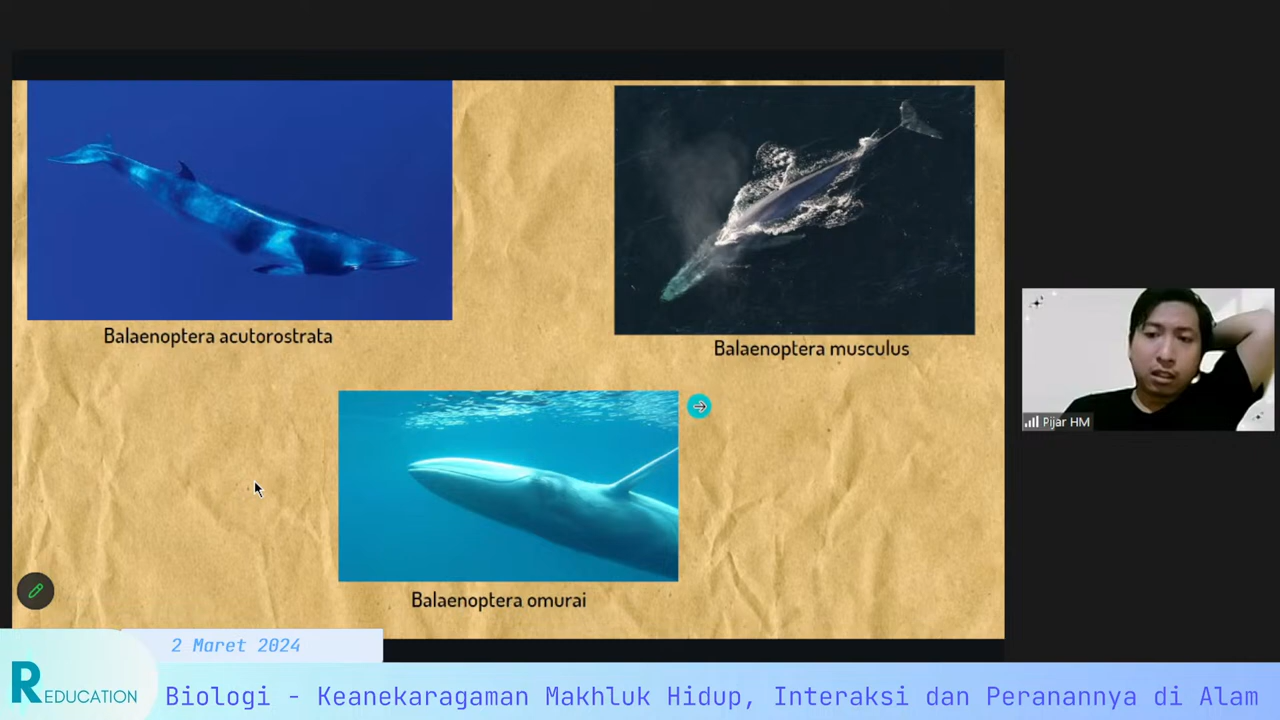 Balaenoptera acutorostrata
Balaenoptera musculus
Pijar HM
Balaenoptera omurai
2 Maret 2024
R EDUCATION
Biologi - Keanekaragaman Makhluk Hidup, Interaksi dan Peranannya di Alam